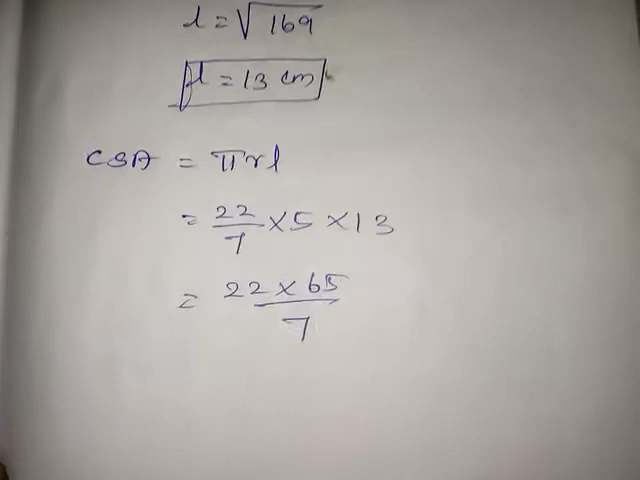 l = √169
l = 13 cm
CSA = πrl
= 22/7 × 5 × 13
= 22 × 65/7